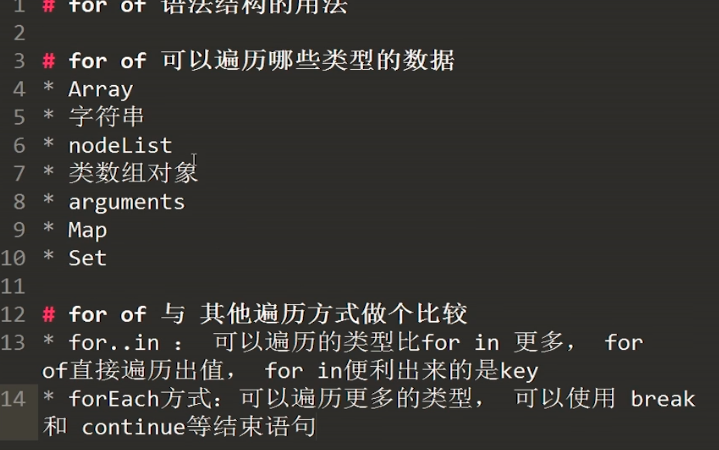 1 # for of 语法结构的用法
2
3 # for of 可以遍历哪些类型的数据
4 * Array
5 * 字符串
6 * nodeList
7 * 类数组对象
8 * arguments
9 * Map
10 * Set
11
12 # for of 与 其他遍历方式做个比较
13 * for..in ： 可以遍历的类型比for in 更多， for
of直接遍历出值， for in便利出来的是key
14 * forEach方式：可以遍历更多的类型， 可以使用 break
和 continue等结束语句